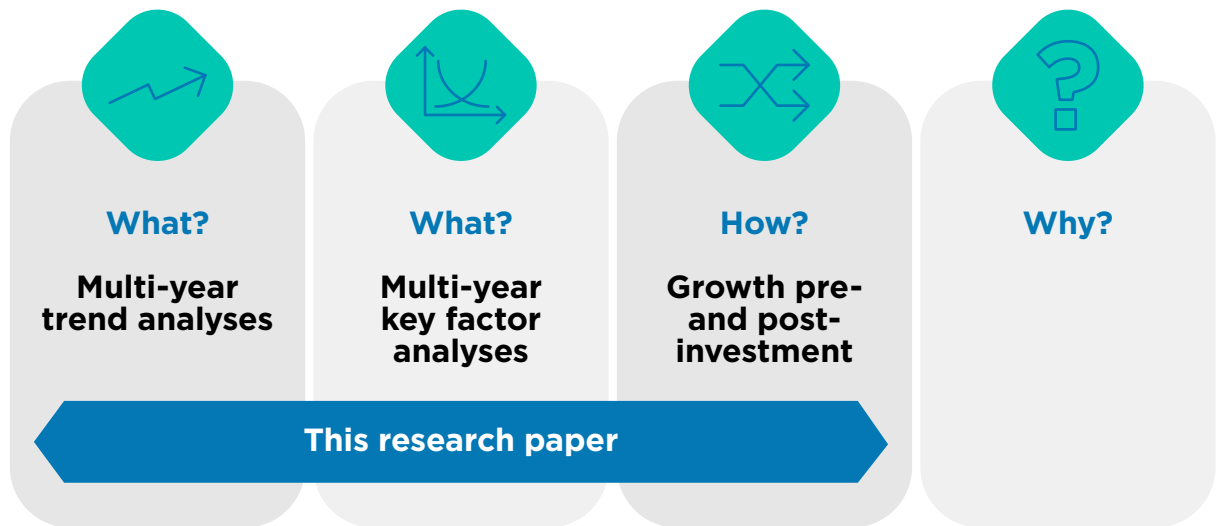 What?
Multi-year
trend analyses
What?
Multi-year
key factor
analyses
How?
Growth pre-
and post-
investment
Why?
This research paper